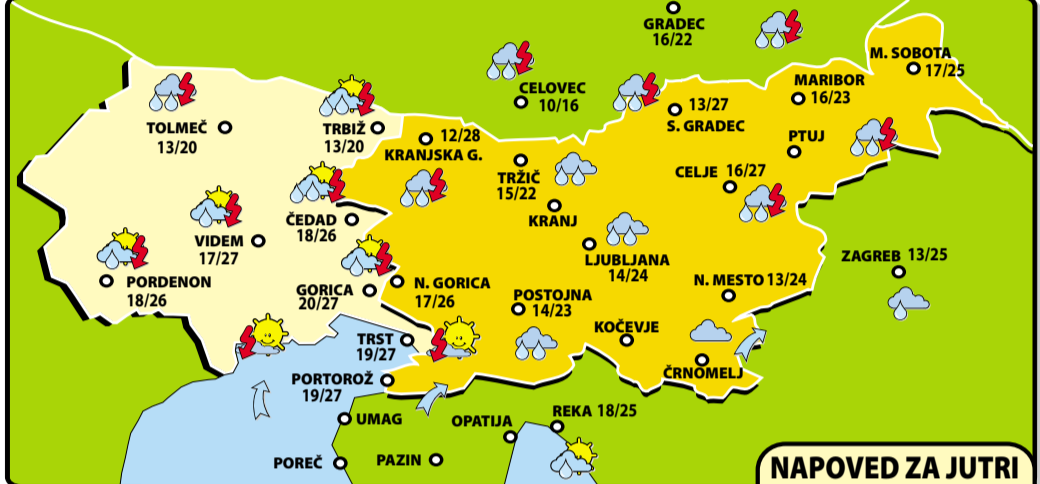 GRADEC
16/22
M. SOBOTA
17/25
CELOVEC
10/16
MARIBOR
16/23
13/27
S. GRADEC
TOLMEČ
13/20
TRBIŽ
13/20
12/28
KRANJSKA G.
PTUJ
TRŽIČ
15/22
CELJE 16/27
KRANJ
ČEDAD
18/26
VIDEM
17/27
LJUBLJANA
14/24
ZAGREB 13/25
PORDENON
18/26
GORICA
20/27
N. GORICA
17/26
N. MESTO 13/24
POSTOJNA
14/23
KOČEVJE
TRST
19/27
ČRNOMELJ
PORTOROŽ
19/27
UMAG
OPATIJA
REKA 18/25
POREČ
PAZIN
NAPOVED ZA JUTRI